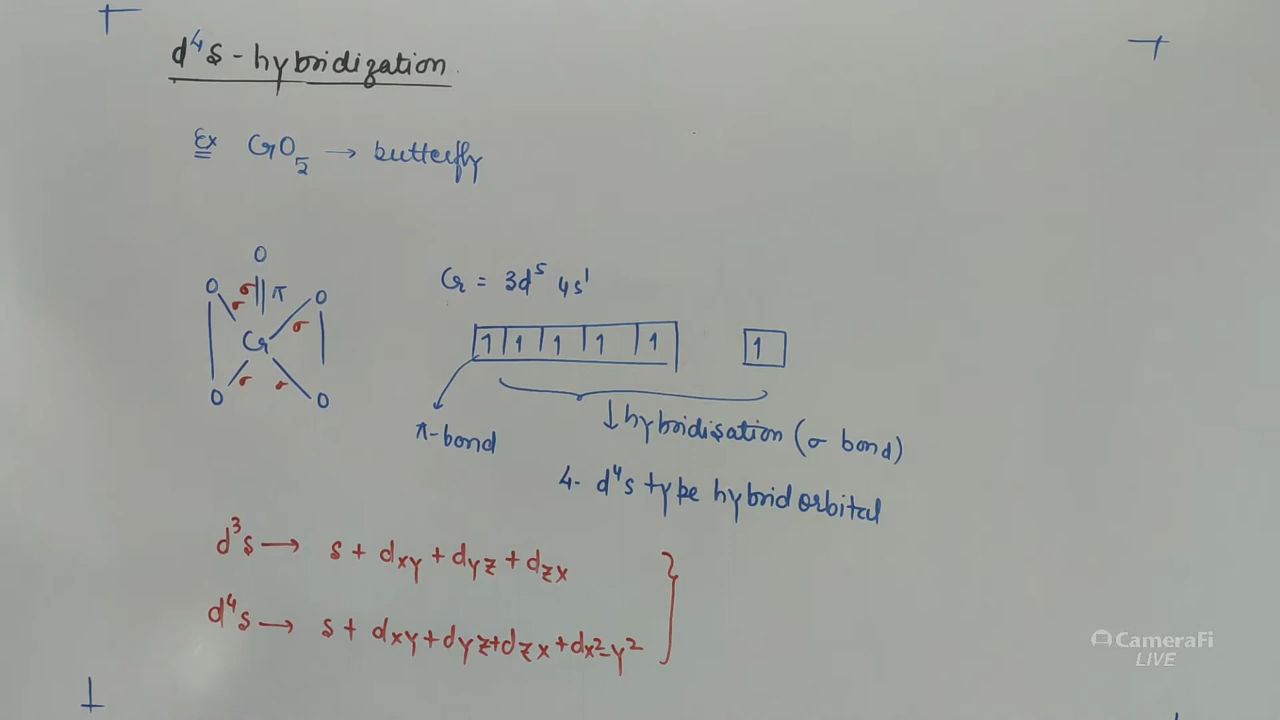 d⁴s - hybridization
Ex CrO₅ → butterfly
O
O σ || π O
σ σ
Cr
σ σ
O O
Cr = 3d⁵ 4s¹
1 1 1 1 1 1
π-bond
↓ hybridisation (σ bond)
4. d⁴s type hybrid orbital
d³s → s + dxy + dyz + dzx
d⁴s → s + dxy + dyz + dzx + dx²-y²
CameraFi
LIVE